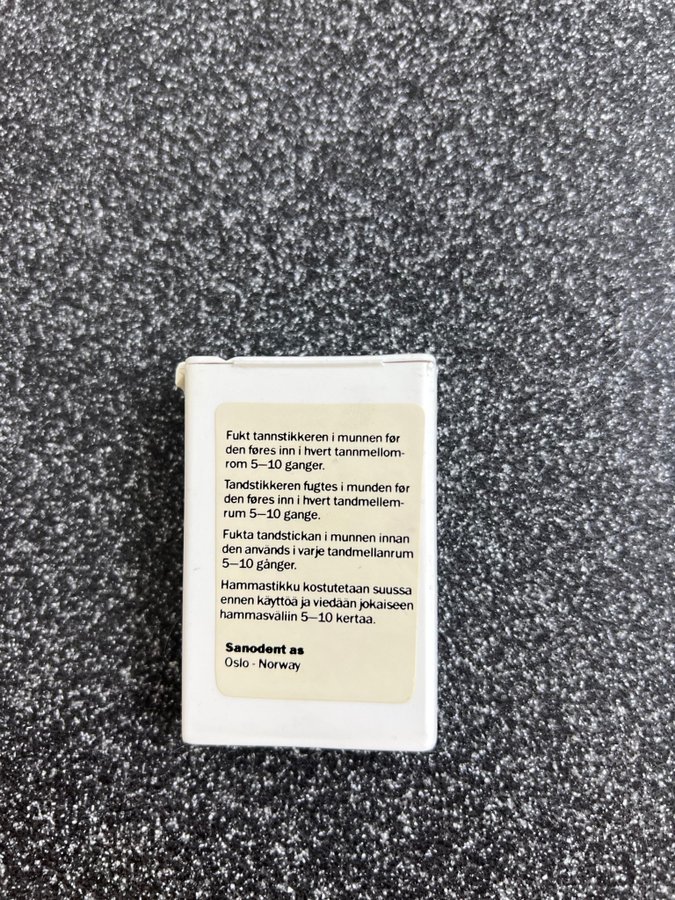 Fukt tannstikkeren i munnen før
den føres inn i hvert tannmellom-
rom 5—10 ganger.
Tandstikkeren fugtes i munden før
den føres inn i hvert tandmellem-
rum 5—10 gange.
Fukta tandstickan i munnen innan
den används i varje tandmellanrum
5—10 gånger.
Hammastikku kostutetaan suussa
ennen käyttöä ja viedään jokaiseen
hammasväliin 5—10 kertaa.
Sanodent as
Oslo - Norway